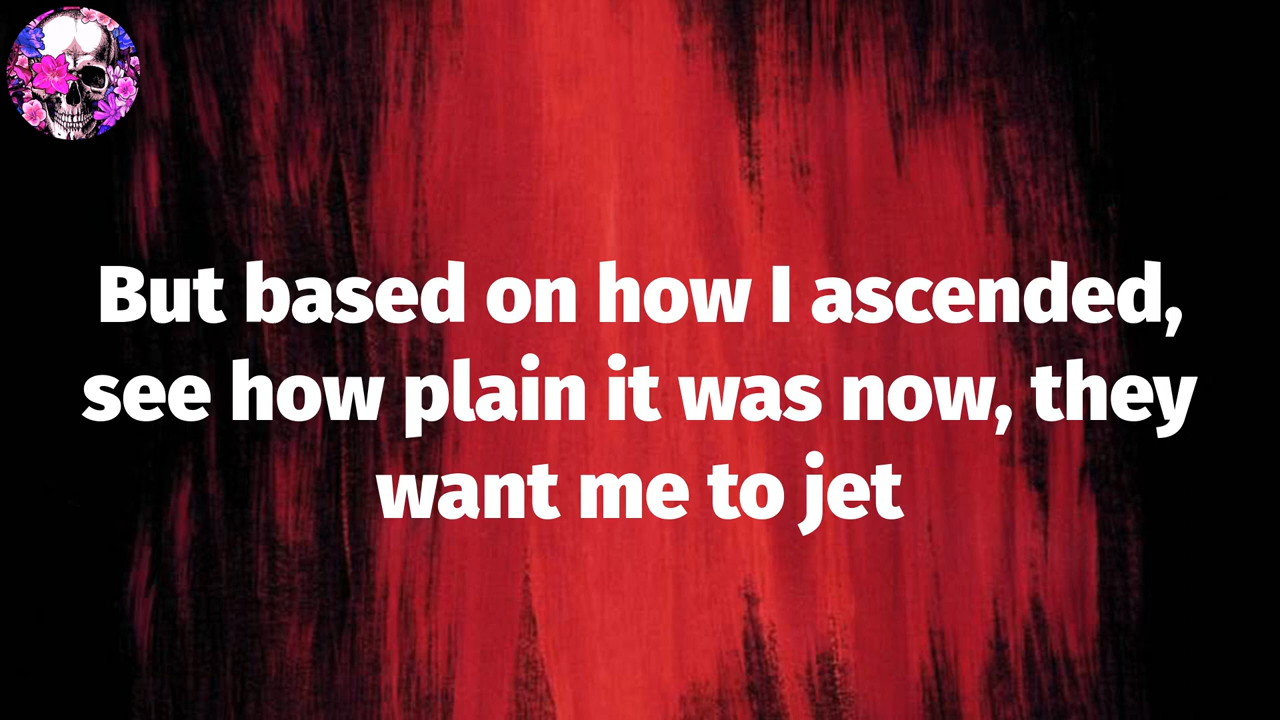 But based on how I ascended,
see how plain it was now, they
want me to jet